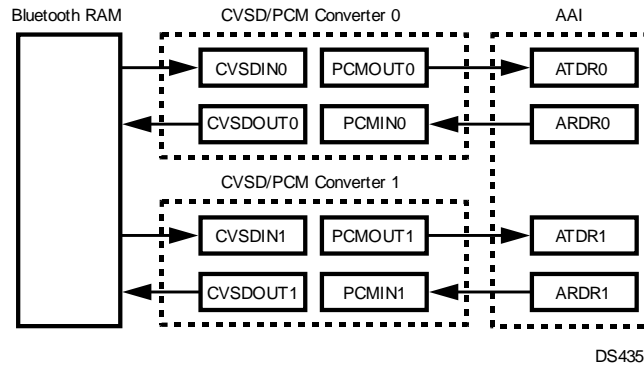 Bluetooth RAM
CVSD/PCM Converter 0
AAI
CVSDIN0
PCMOUT0
ATDR0
CVSDOUT0
PCMIN0
ARDR0
CVSD/PCM Converter 1
CVSDIN1
PCMOUT1
ATDR1
CVSDOUT1
PCMIN1
ARDR1
DS435